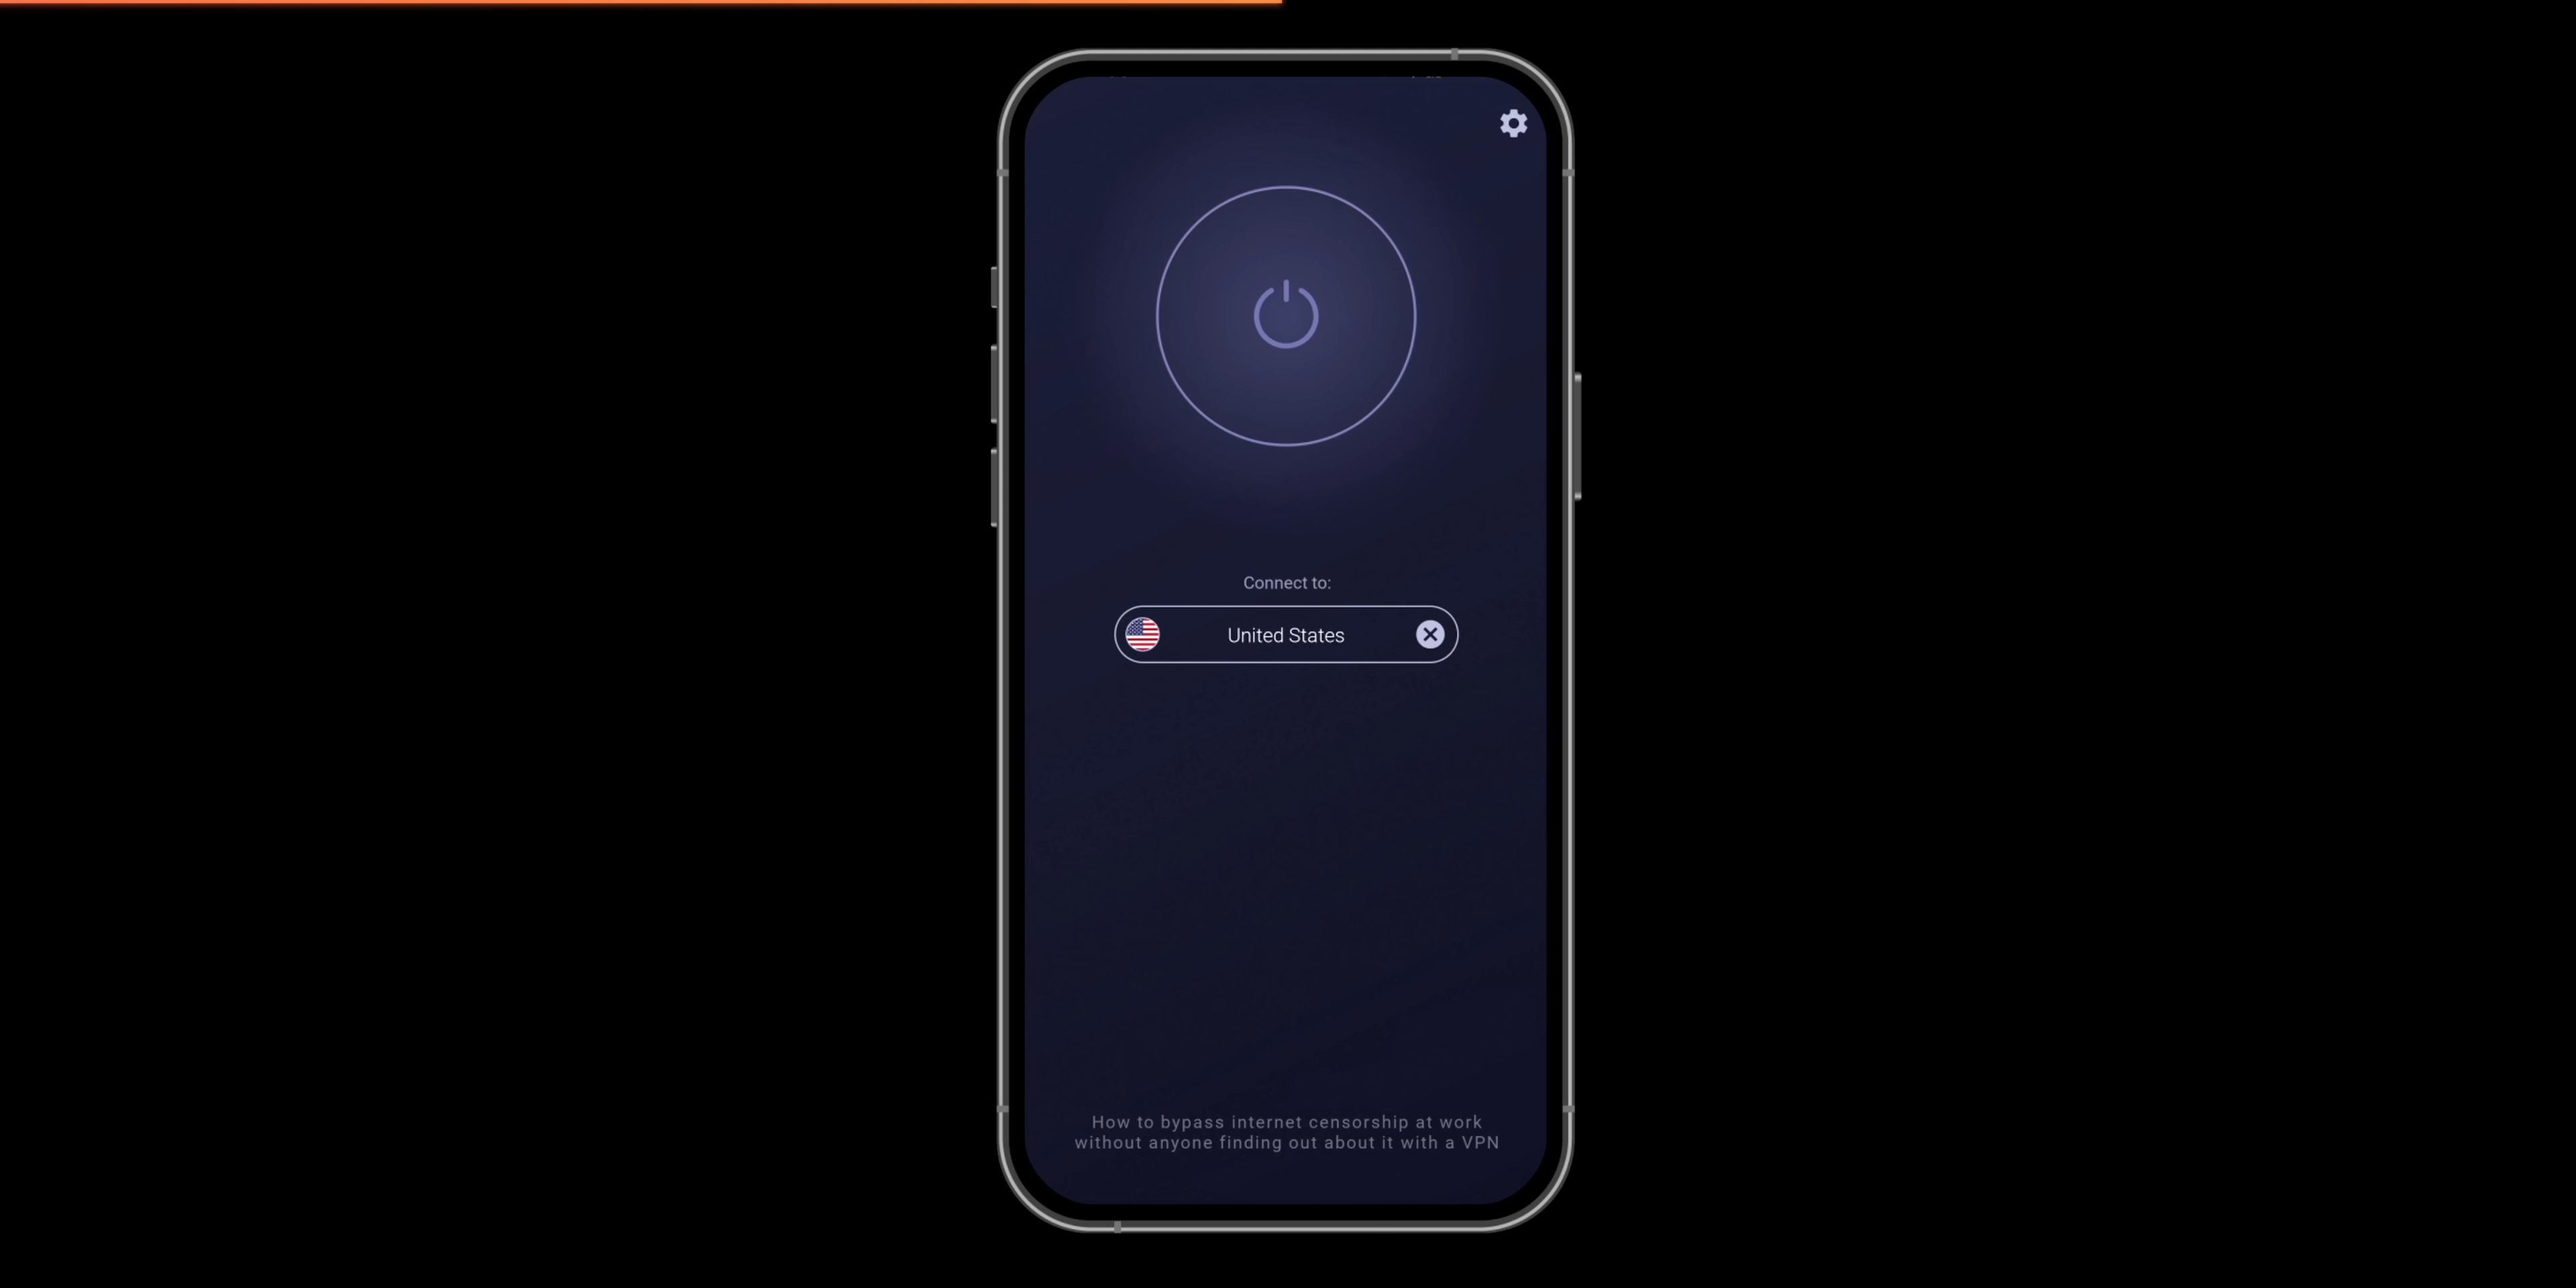 Connect to:
United States
How to bypass internet censorship at work
without anyone finding out about it with a VPN